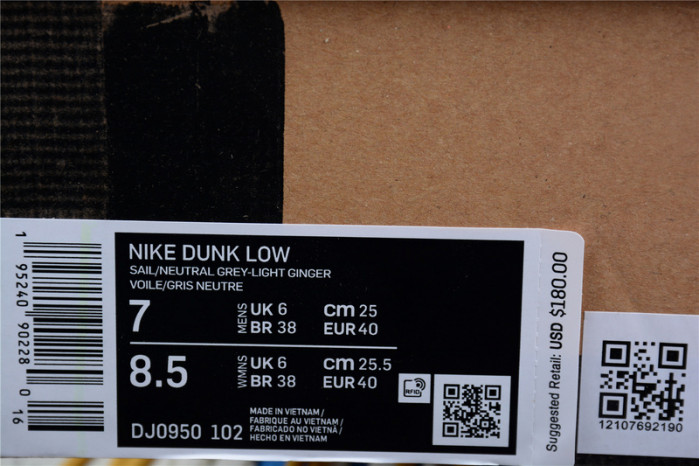 NIKE DUNK LOW
SAIL/NEUTRAL GREY-LIGHT GINGER
VOILE/GRIS NEUTRE
7
MENS
UK 6
BR 38
cm 25
EUR 40
8.5
WMNS
UK 6
BR 38
cm 25.5
EUR 40
RFID
DJ0950 102
MADE IN VIETNAM /
FABRIQUE AU VIETNAM /
FABRICADO NO VIETNÃ /
HECHO EN VIETNAM
1 95240 90228 0 16
Suggested Retail: USD $180.00
12107692190